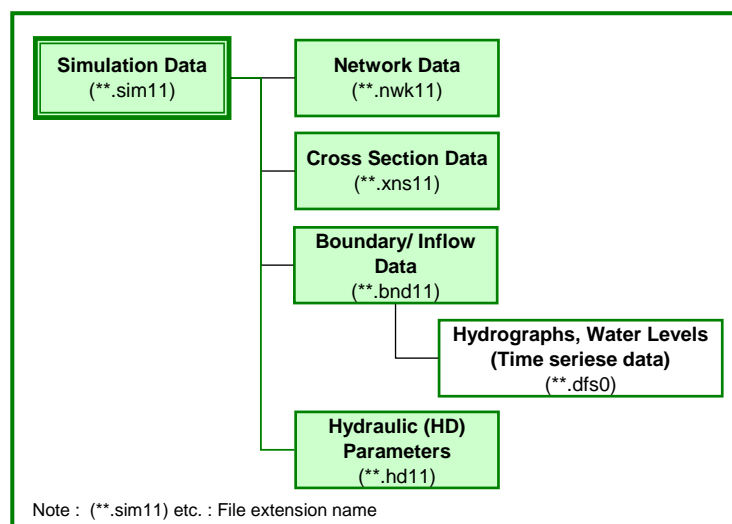 Simulation Data
(**.sim11)
Network Data
(**.nwk11)
Cross Section Data
(**.xns11)
Boundary/ Inflow
Data
(**.bnd11)
Hydrographs, Water Levels
(Time seriese data)
(**.dfs0)
Hydraulic (HD)
Parameters
(**.hd11)
Note : (**.sim11) etc. : File extension name